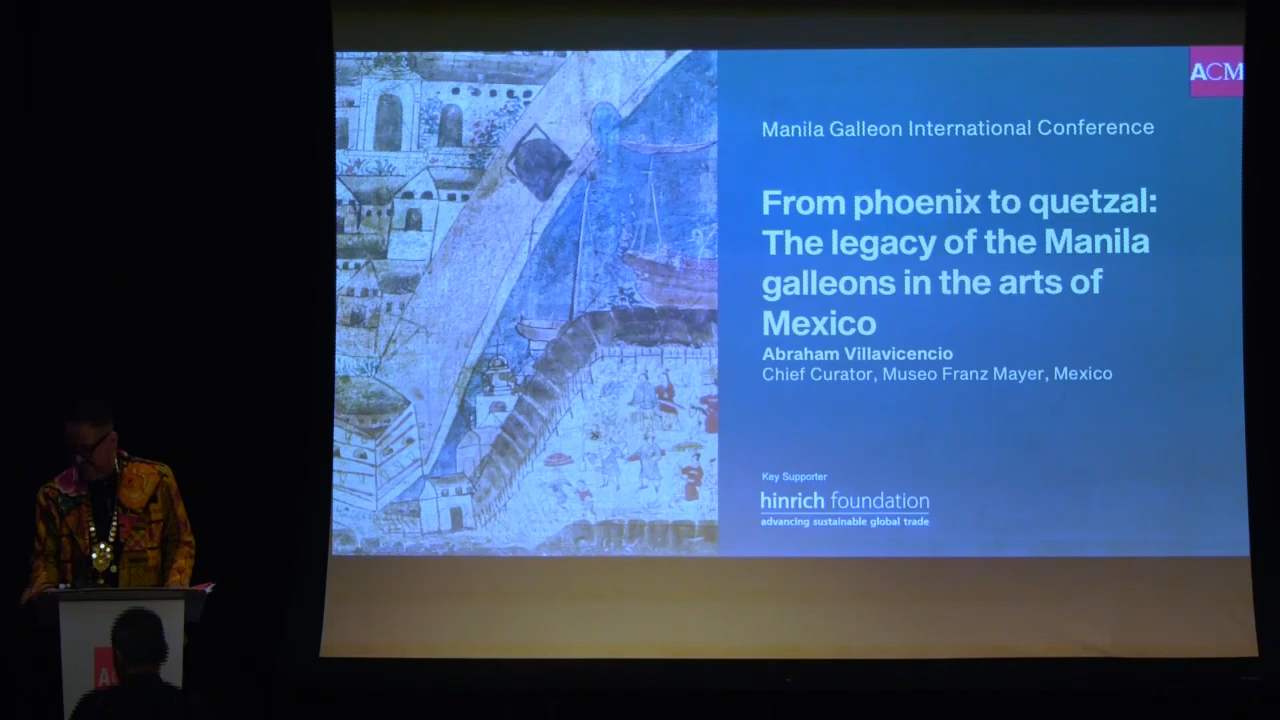 ACM
Manila Galleon International Conference
From phoenix to quetzal:
The legacy of the Manila
galleons in the arts of
Mexico
Abraham Villavicencio
Chief Curator, Museo Franz Mayer, Mexico
Key Supporter
hinrich foundation
advancing sustainable global trade